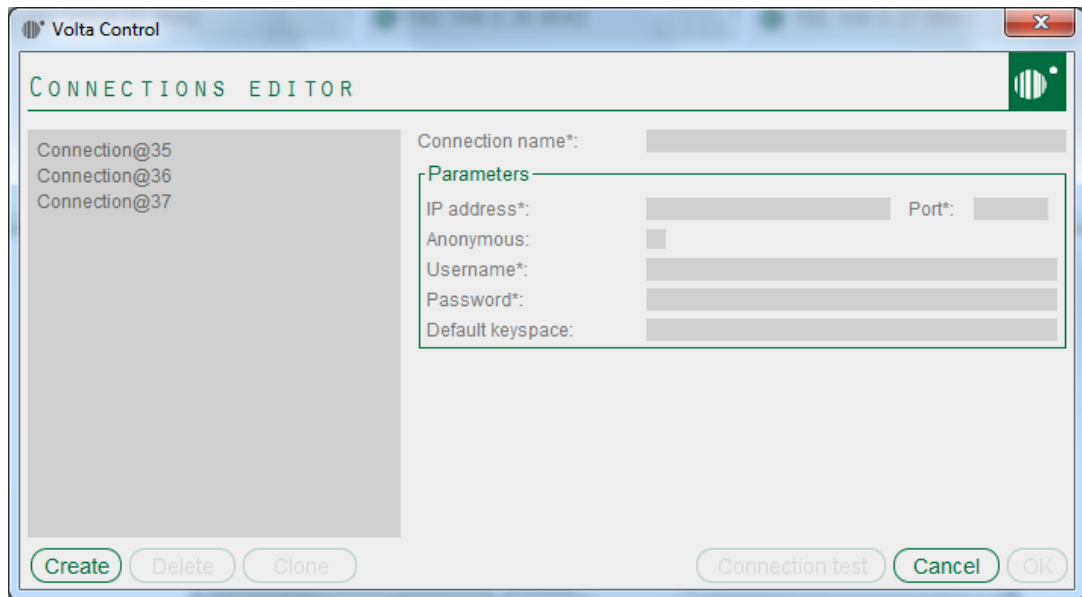 Volta Control
CONNECTIONS EDITOR
Connection@35
Connection@36
Connection@37
Connection name*:
Parameters
IP address*:
Port*:
Anonymous:
Username*:
Password*:
Default keyspace:
Create
Delete
Clone
Connection test
Cancel
OK